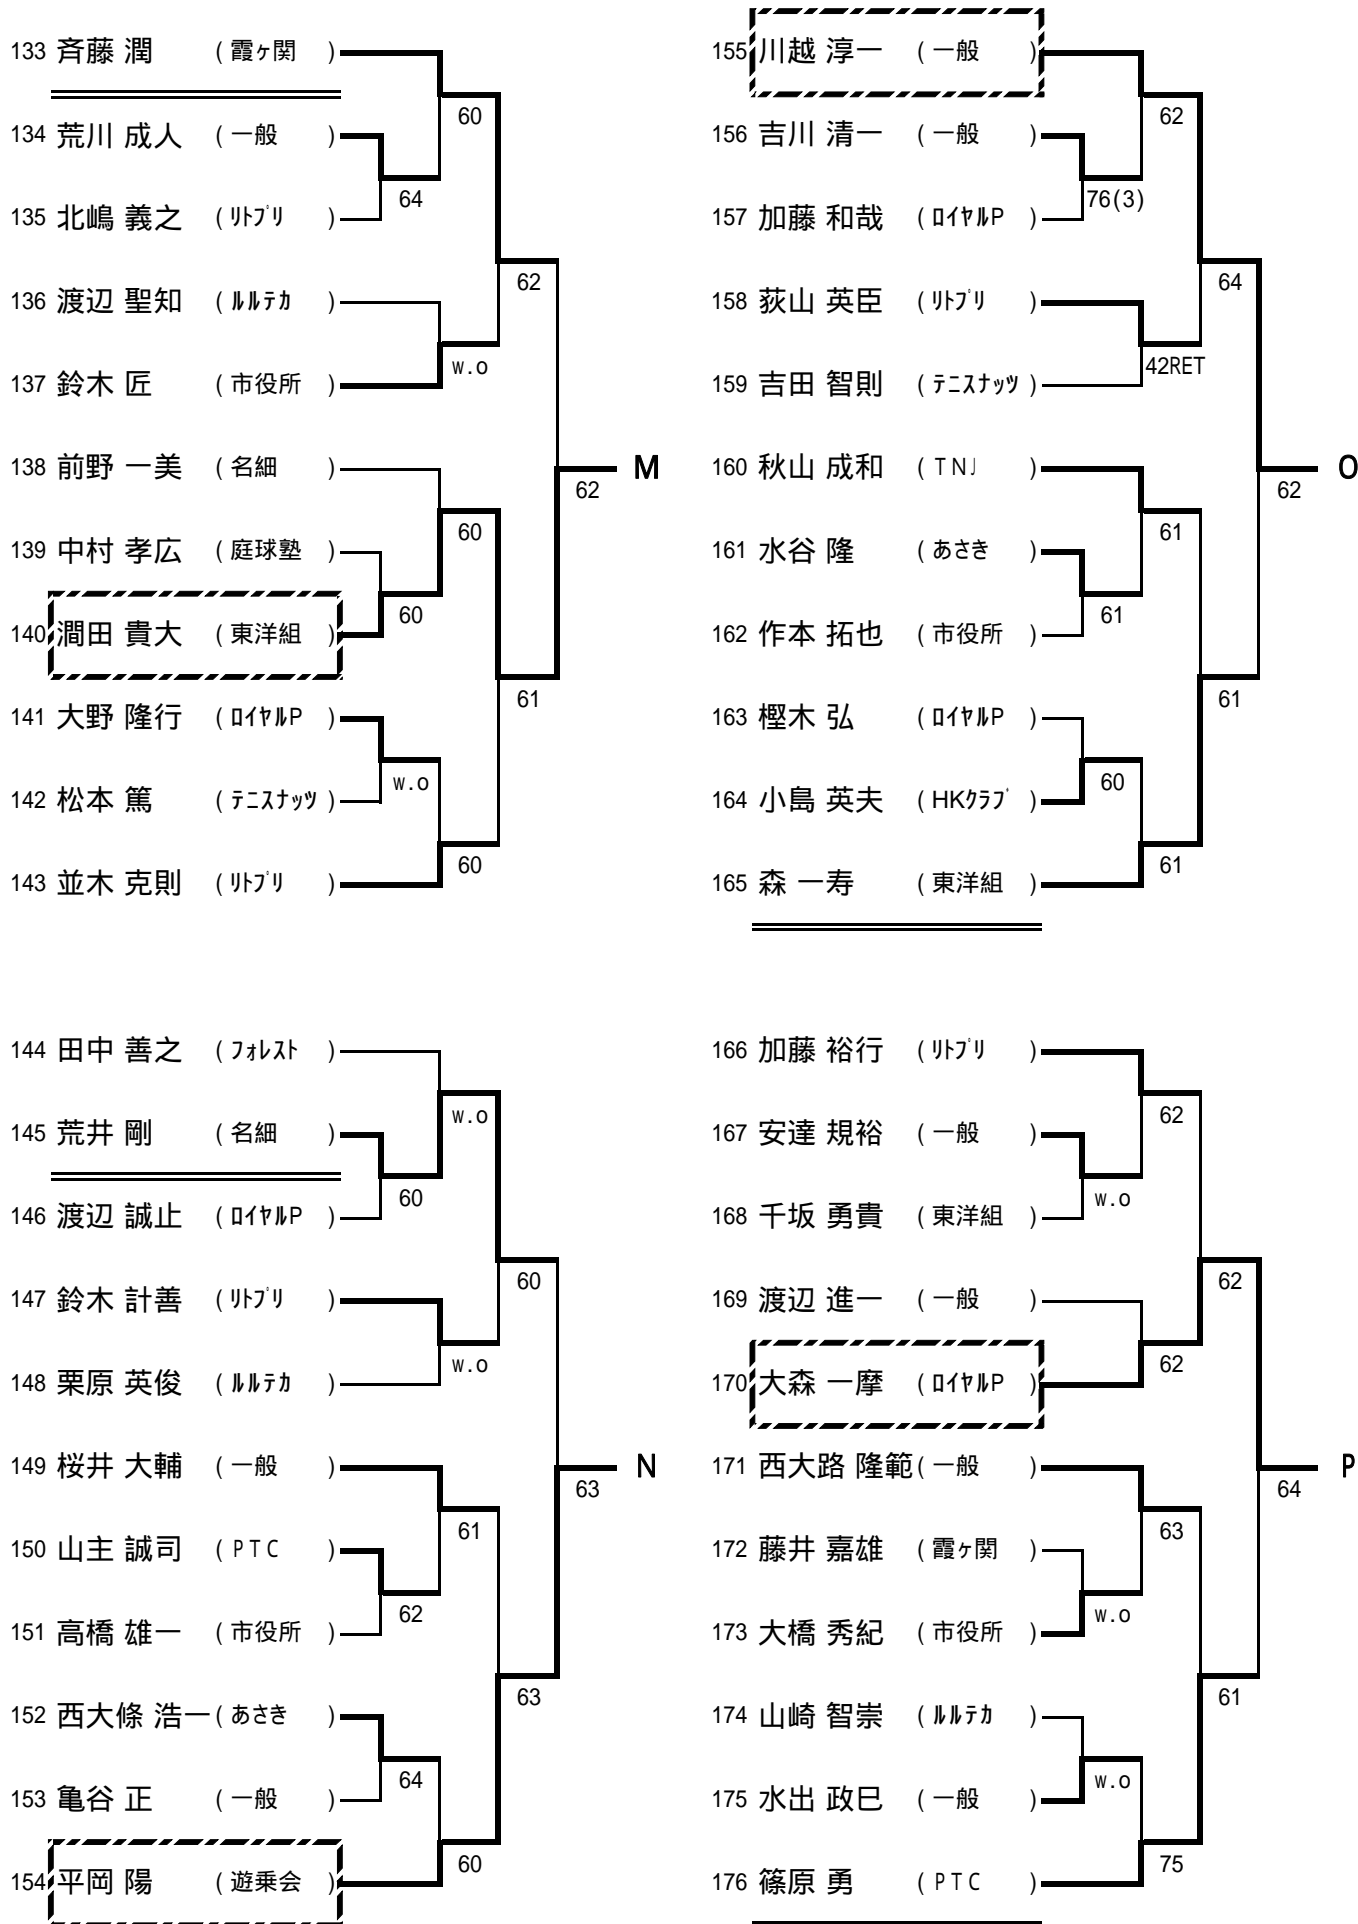 133 斉藤 潤 ( 霞ヶ関 )
60
134 荒川 成人 ( 一般 )
64
135 北嶋 義之 ( ﾘﾄﾌﾟﾘ )
62
136 渡辺 聖知 ( ﾙﾙﾃｶ )
w.o
137 鈴木 匠 ( 市役所 )
138 前野 一美 ( 名細 )
M
62
60
139 中村 孝広 ( 庭球塾 )
60
140 澗田 貴大 ( 東洋組 )
61
141 大野 隆行 ( ﾛｲﾔﾙP )
w.o
142 松本 篤 ( ﾃﾆｽﾅｯﾂ )
60
143 並木 克則 ( ﾘﾄﾌﾟﾘ )
155 川越 淳一 ( 一般 )
62
156 吉川 清一 ( 一般 )
76(3)
157 加藤 和哉 ( ﾛｲﾔﾙP )
64
158 荻山 英臣 ( ﾘﾄﾌﾟﾘ )
42RET
159 吉田 智則 ( ﾃﾆｽﾅｯﾂ )
160 秋山 成和 ( TNJ )
O
62
61
161 水谷 隆 ( あさき )
61
162 作本 拓也 ( 市役所 )
61
163 樫木 弘 ( ﾛｲﾔﾙP )
60
164 小島 英夫 ( HKｸﾗﾌﾞ )
61
165 森 一寿 ( 東洋組 )
144 田中 善之 ( ﾌｫﾚｽﾄ )
w.o
145 荒井 剛 ( 名細 )
60
146 渡辺 誠止 ( ﾛｲﾔﾙP )
60
147 鈴木 計善 ( ﾘﾄﾌﾟﾘ )
w.o
148 栗原 英俊 ( ﾙﾙﾃｶ )
149 桜井 大輔 ( 一般 )
N
63
61
150 山主 誠司 ( PTC )
62
151 高橋 雄一 ( 市役所 )
63
152 西大條 浩一 ( あさき )
64
153 亀谷 正 ( 一般 )
60
154 平岡 陽 ( 遊乗会 )
166 加藤 裕行 ( ﾘﾄﾌﾟﾘ )
62
167 安達 規裕 ( 一般 )
w.o
168 千坂 勇貴 ( 東洋組 )
62
169 渡辺 進一 ( 一般 )
62
170 大森 一摩 ( ﾛｲﾔﾙP )
171 西大路 隆範 ( 一般 )
P
64
63
172 藤井 嘉雄 ( 霞ヶ関 )
w.o
173 大橋 秀紀 ( 市役所 )
61
174 山崎 智崇 ( ﾙﾙﾃｶ )
w.o
175 水出 政巳 ( 一般 )
75
176 篠原 勇 ( PTC )